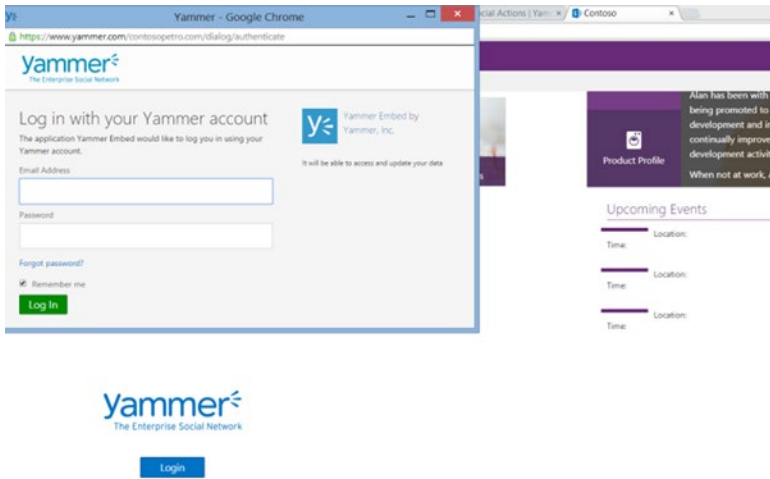 Yammer - Google Chrome
https://www.yammer.com/contosopetro.com/dialog/authenticate
yammer
The Enterprise Social Network
Log in with your Yammer account
The application Yammer Embed would like to log you in using your
Yammer account.
Email Address
Password
Forgot password?
Remember me
Log In
Yammer Embed by
Yammer, Inc.
It will be able to access and update your data
cial Actions | Yam
Contoso
Alan has been with
being promoted to
development and i
continually improve
development activit
When not at work,
Product Profile
s
Upcoming Events
Location:
Time:
Location:
Time:
Location:
Time:
yammer
The Enterprise Social Network
Login